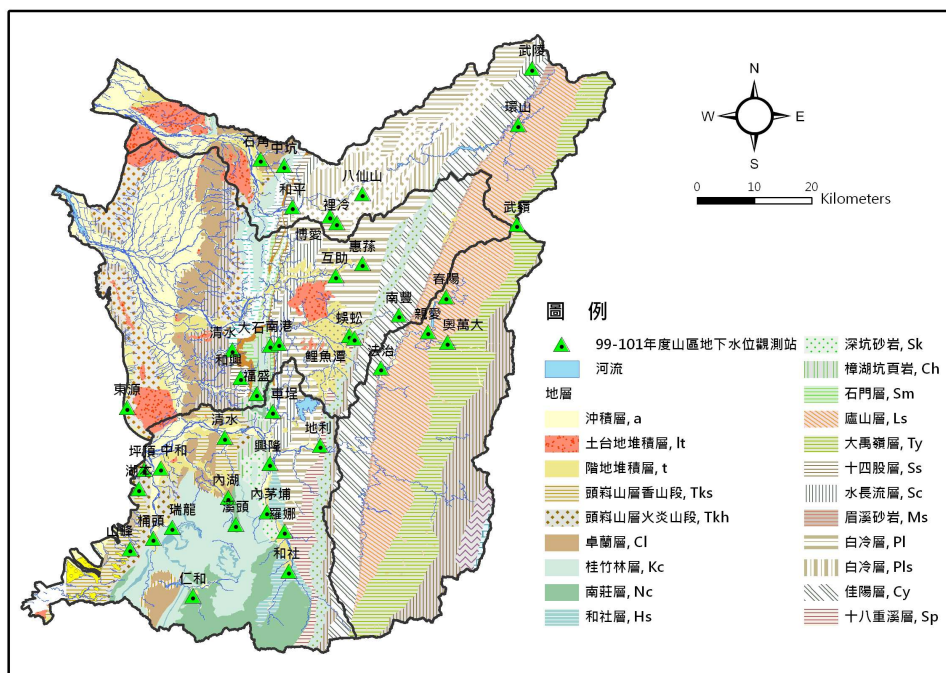 武陵
環山
石角
中坑
和平
八仙山
裡冷
博愛
武嶺
惠蓀
互助
春陽
南豐
親愛
奧萬大
蜈蚣
鯉魚潭
法治
清水
大石
南港
和興
福盛
車埕
東源
清水
地利
興隆
坪頂
中和
湖本
內湖
內茅埔
羅娜
瑞龍
桶頭
和社
仁和
N
W
E
S
0
10
20
Kilometers
圖 例
99-101年度山區地下水位觀測站
河流
地層
沖積層, a
土台地堆積層, lt
階地堆積層, t
頭嵙山層香山段, Tks
頭嵙山層火炎山段, Tkh
卓蘭層, Cl
桂竹林層, Kc
南莊層, Nc
和社層, Hs
深坑砂岩, Sk
樟湖坑頁岩, Ch
石門層, Sm
廬山層, Ls
大禹嶺層, Ty
十四股層, Ss
水長流層, Sc
眉溪砂岩, Ms
白冷層, Pl
白冷層, Pls
佳陽層, Cy
十八重溪層, Sp